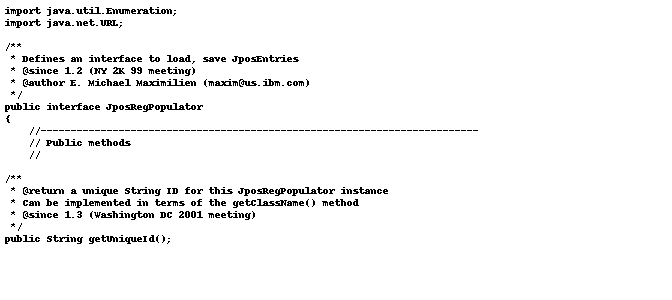 import java.util.Enumeration;
import java.net.URL;

/**
 * Defines an interface to load, save JposEntries
 * @since 1.2 (NY 2K 99 meeting)
 * @author E. Michael Maximilien (maxim@us.ibm.com)
 */
public interface JposRegPopulator
{
    //-------------------------------------------------------------------------
    // Public methods
    //

/**
 * @return a unique String ID for this JposRegPopulator instance
 * Can be implemented in terms of the getClassName() method
 * @since 1.3 (Washington DC 2001 meeting)
 */
public String getUniqueId();